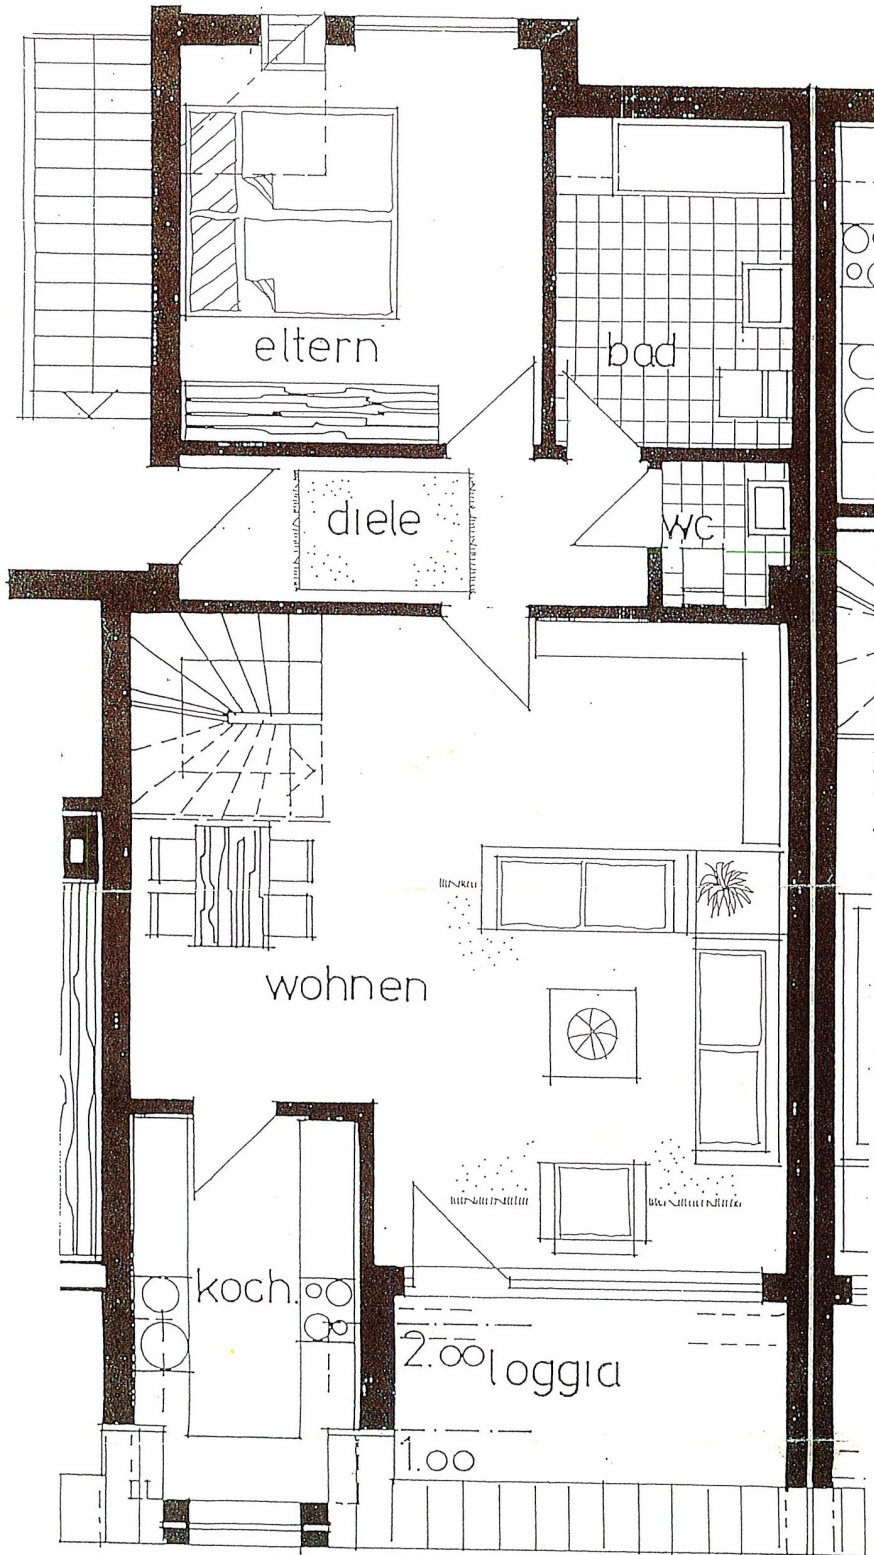 eltern
bad
diele
wc
wohnen
koch.
2.00
loggia
1.00